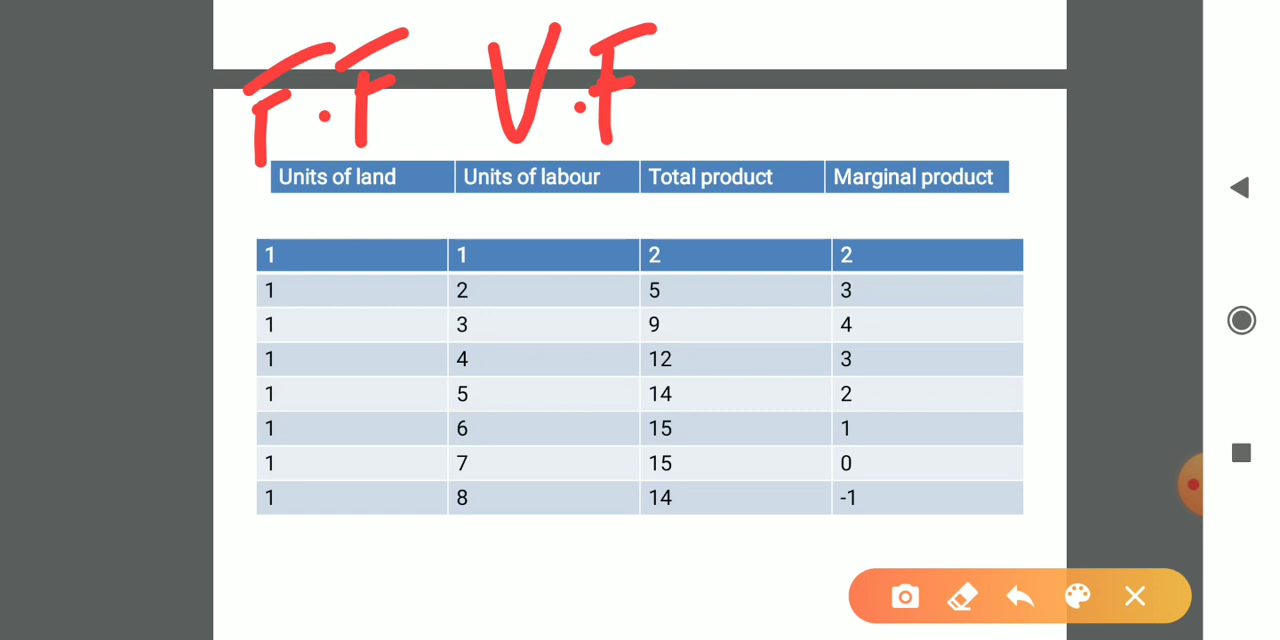 F.F V.F
Units of land Units of labour Total product Marginal product
1 1 2 2
1 2 5 3
1 3 9 4
1 4 12 3
1 5 14 2
1 6 15 1
1 7 15 0
1 8 14 -1